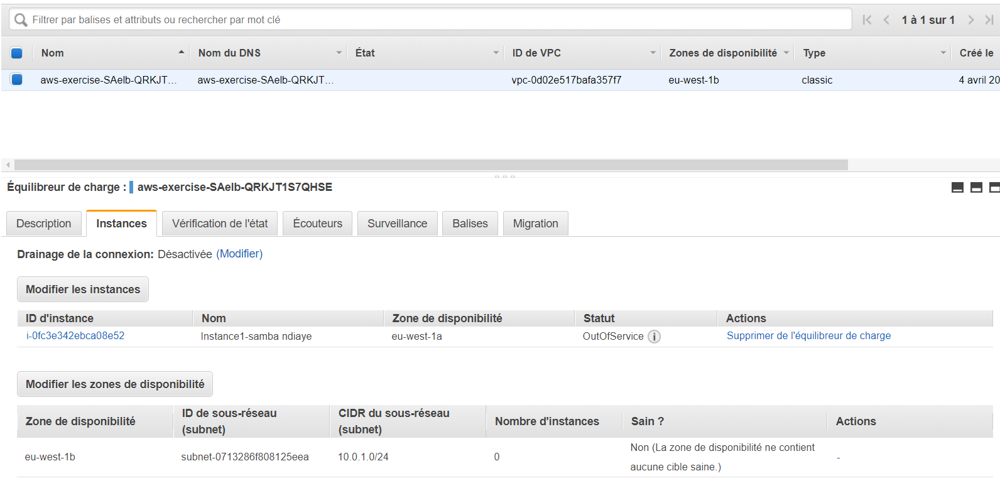 Filtrer par balises et attributs ou rechercher par mot clé
1 à 1 sur 1
Nom Nom du DNS État ID de VPC Zones de disponibilité Type Créé le
aws-exercise-SAelb-QRKJT... aws-exercise-SAelb-QRKJT... vpc-0d02e517bafa357f7 eu-west-1b classic 4 avril 20
Équilibreur de charge : aws-exercise-SAelb-QRKJT1S7QHSE
Description Instances Vérification de l'état Écouteurs Surveillance Balises Migration
Drainage de la connexion: Désactivée (Modifier)
Modifier les instances
ID d'instance Nom Zone de disponibilité Statut Actions
i-0fc3e342ebca08e52 Instance1-samba ndiaye eu-west-1a OutOfService i Supprimer de l'équilibreur de charge
Modifier les zones de disponibilité
Zone de disponibilité ID de sous-réseau (subnet) CIDR du sous-réseau (subnet) Nombre d'instances Sain ? Actions
eu-west-1b subnet-0713286f808125eea 10.0.1.0/24 0 Non (La zone de disponibilité ne contient aucune cible saine.) -